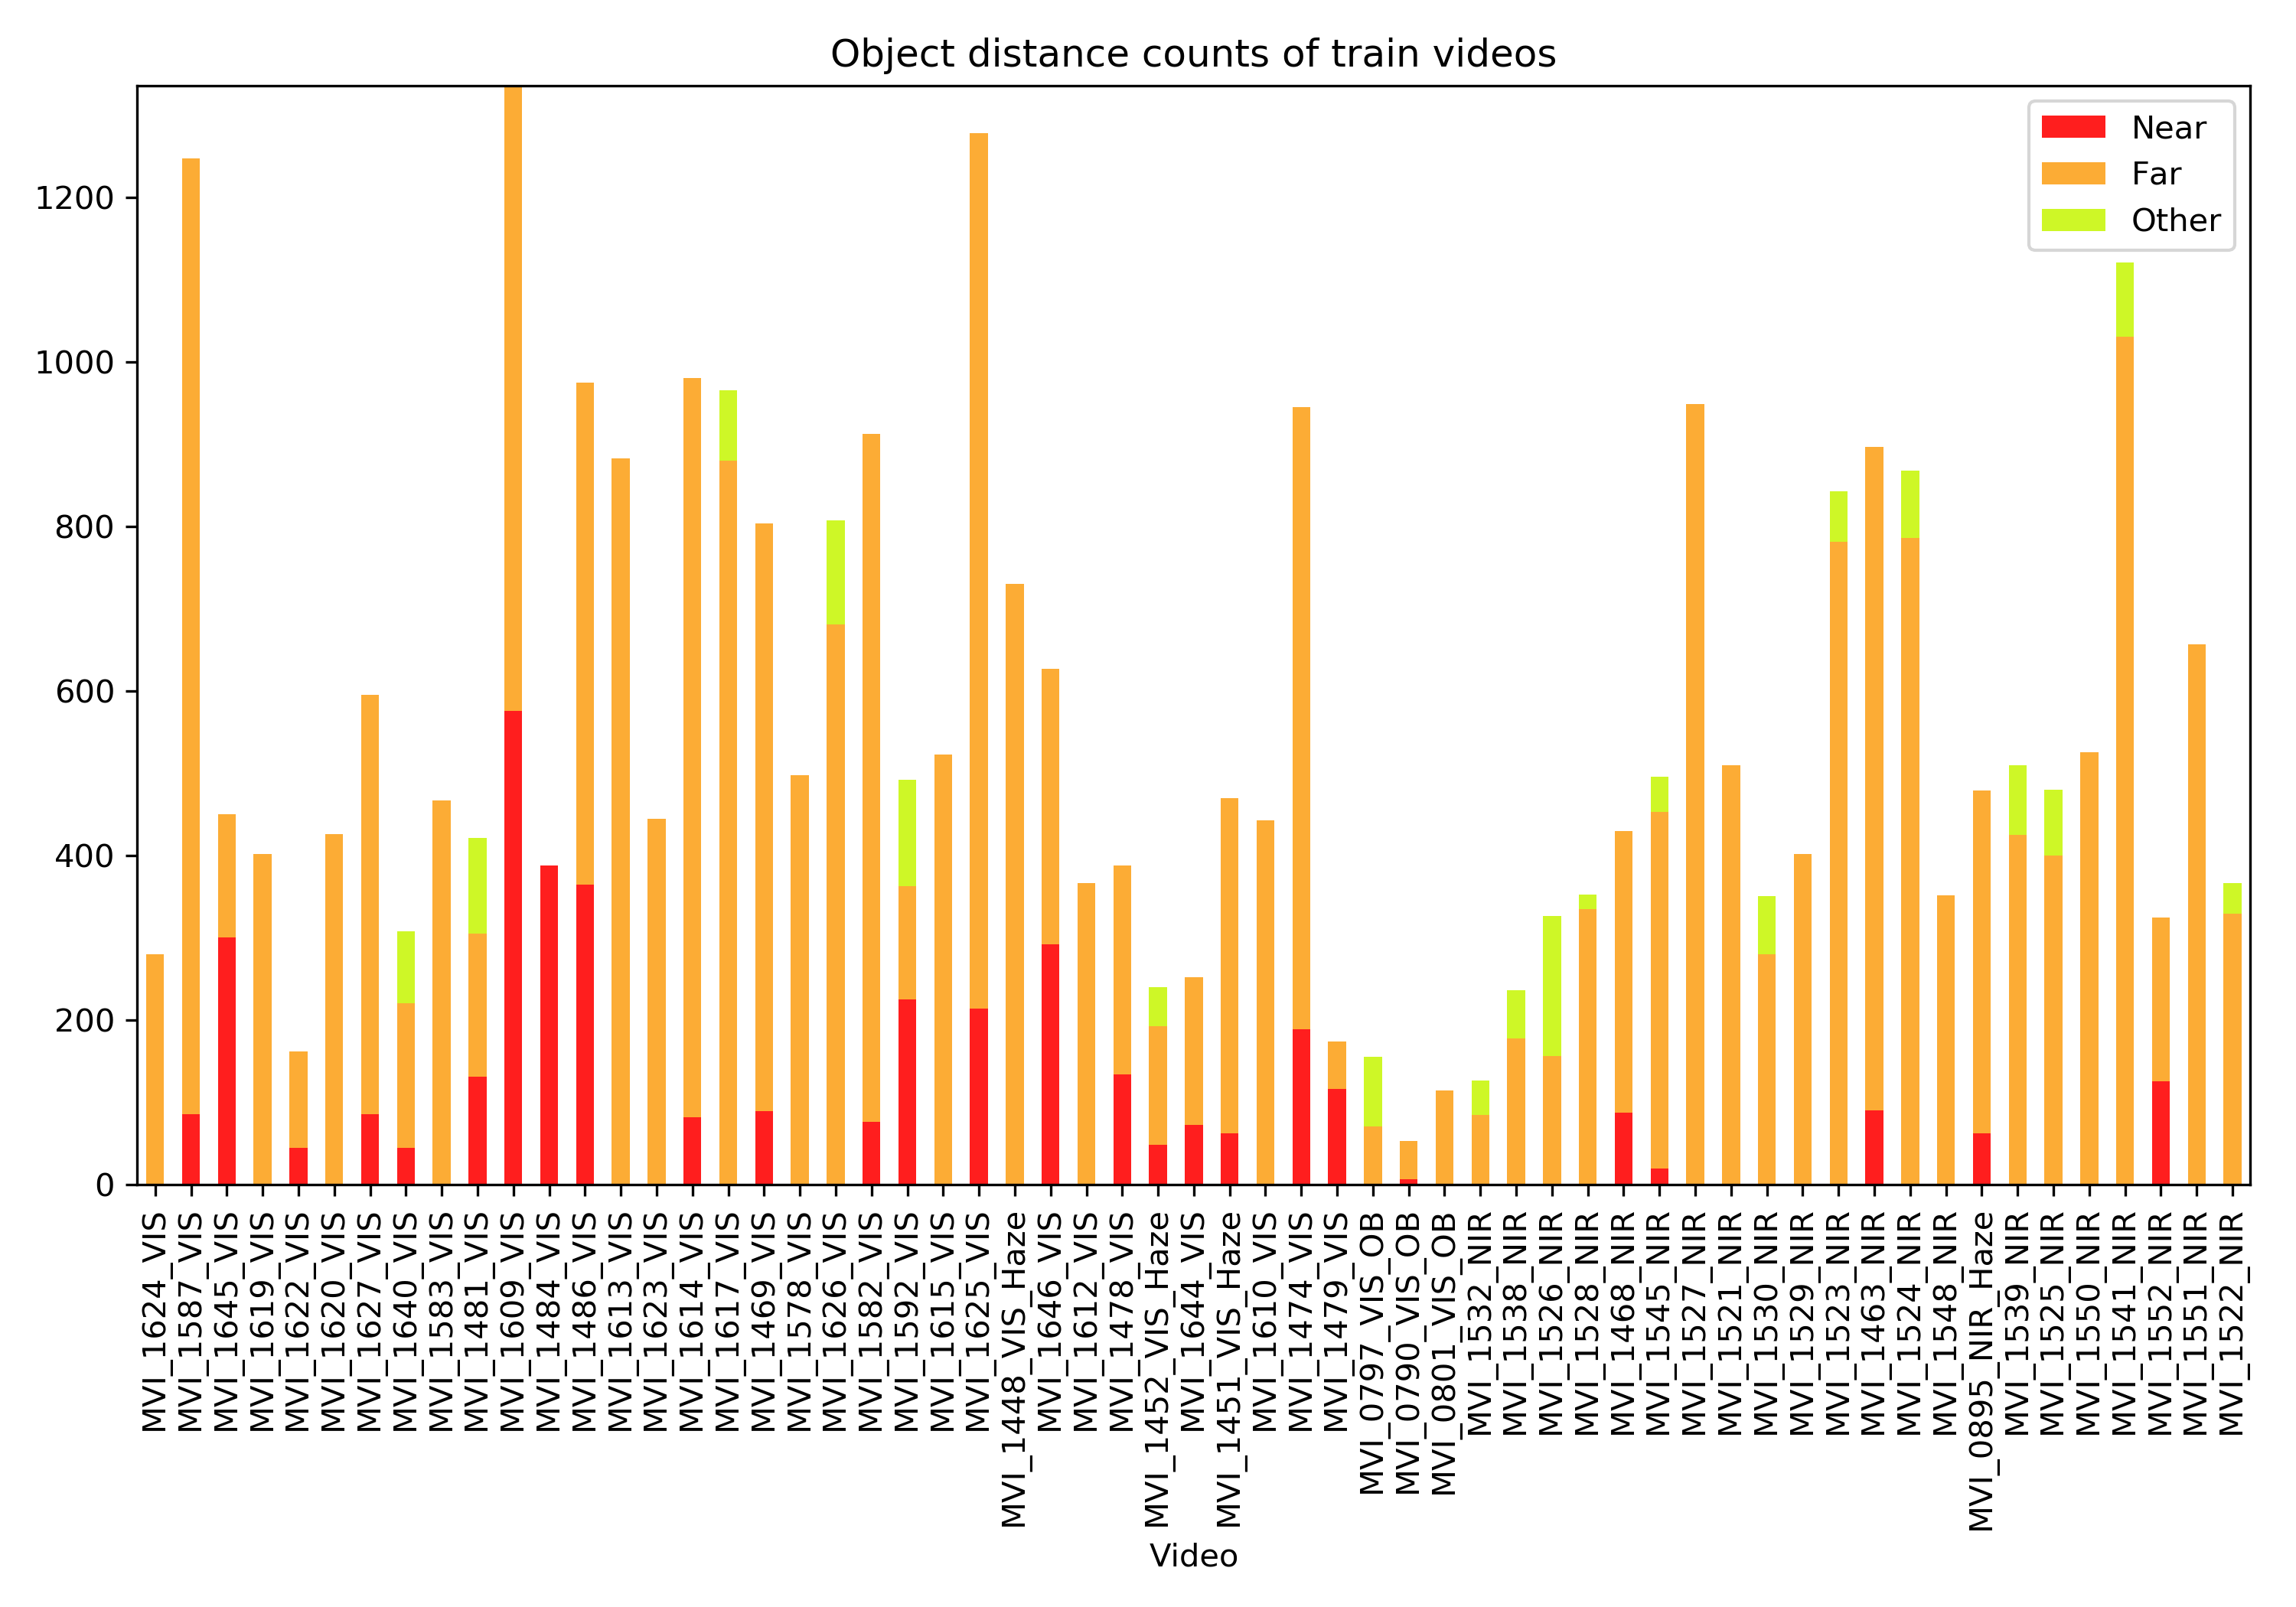 Object distance counts of train videos
Near
Far
Other
1200
1000
800
600
400
200
0
MVI_1624_VIS
MVI_1587_VIS
MVI_1645_VIS
MVI_1619_VIS
MVI_1622_VIS
MVI_1620_VIS
MVI_1627_VIS
MVI_1640_VIS
MVI_1583_VIS
MVI_1481_VIS
MVI_1609_VIS
MVI_1484_VIS
MVI_1486_VIS
MVI_1613_VIS
MVI_1623_VIS
MVI_1614_VIS
MVI_1617_VIS
MVI_1469_VIS
MVI_1578_VIS
MVI_1626_VIS
MVI_1582_VIS
MVI_1592_VIS
MVI_1615_VIS
MVI_1625_VIS
MVI_1448_VIS_Haze
MVI_1646_VIS
MVI_1612_VIS
MVI_1478_VIS
MVI_1452_VIS_Haze
MVI_1644_VIS
MVI_1451_VIS_Haze
MVI_1610_VIS
MVI_1474_VIS
MVI_1479_VIS
MVI_0797_VIS_OB
MVI_0790_VIS_OB
MVI_0801_VIS_OB
MVI_1532_NIR
MVI_1538_NIR
MVI_1526_NIR
MVI_1528_NIR
MVI_1468_NIR
MVI_1545_NIR
MVI_1527_NIR
MVI_1521_NIR
MVI_1530_NIR
MVI_1529_NIR
MVI_1523_NIR
MVI_1463_NIR
MVI_1524_NIR
MVI_1548_NIR
MVI_0895_NIR_Haze
MVI_1539_NIR
MVI_1525_NIR
MVI_1550_NIR
MVI_1541_NIR
MVI_1552_NIR
MVI_1551_NIR
MVI_1522_NIR
Video